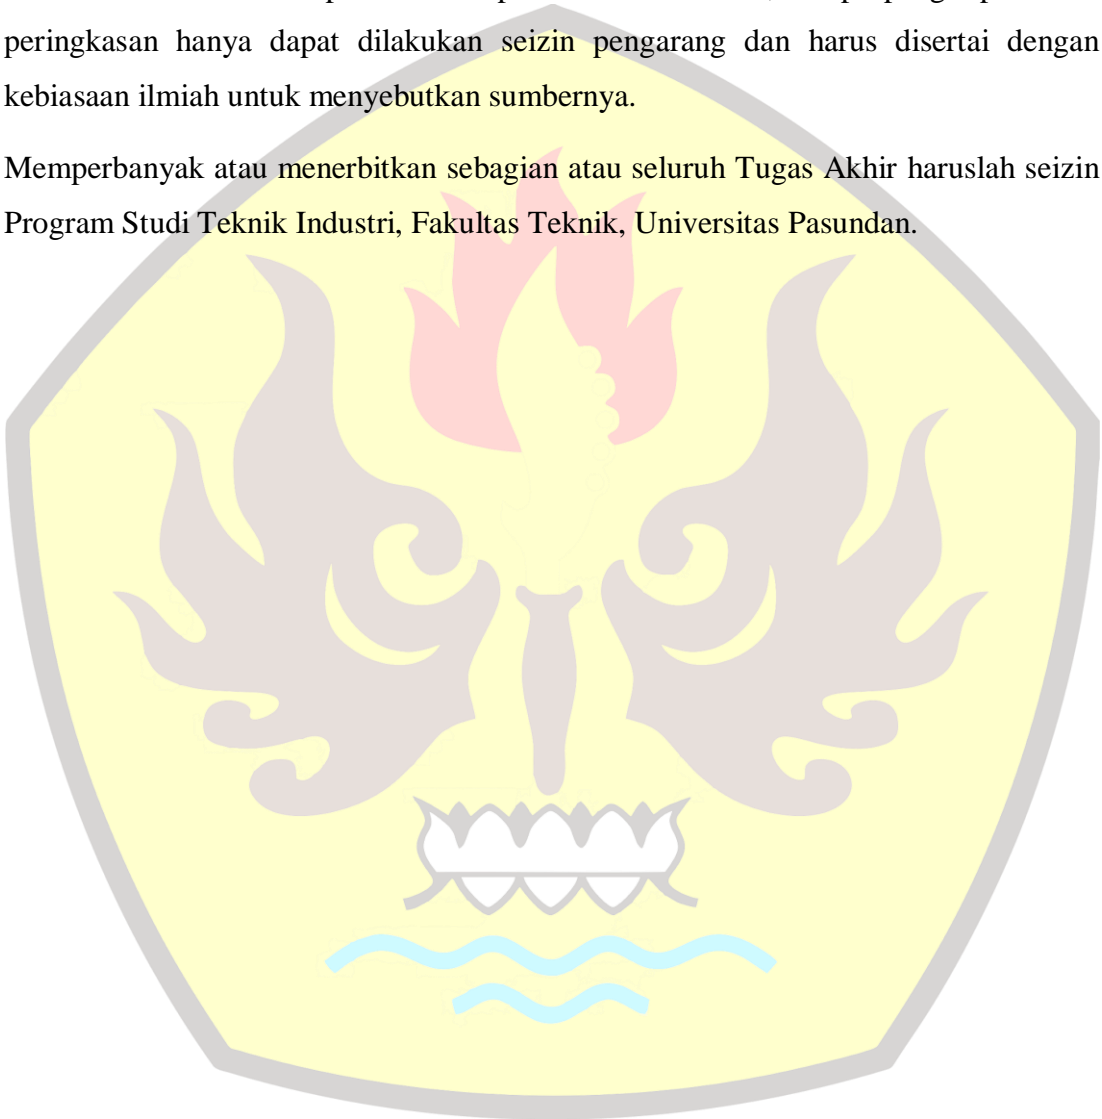 peringkasan hanya dapat dilakukan seizin pengarang dan harus disertai dengan
kebiasaan ilmiah untuk menyebutkan sumbernya.
Memperbanyak atau menerbitkan sebagian atau seluruh Tugas Akhir haruslah seizin
Program Studi Teknik Industri, Fakultas Teknik, Universitas Pasundan.